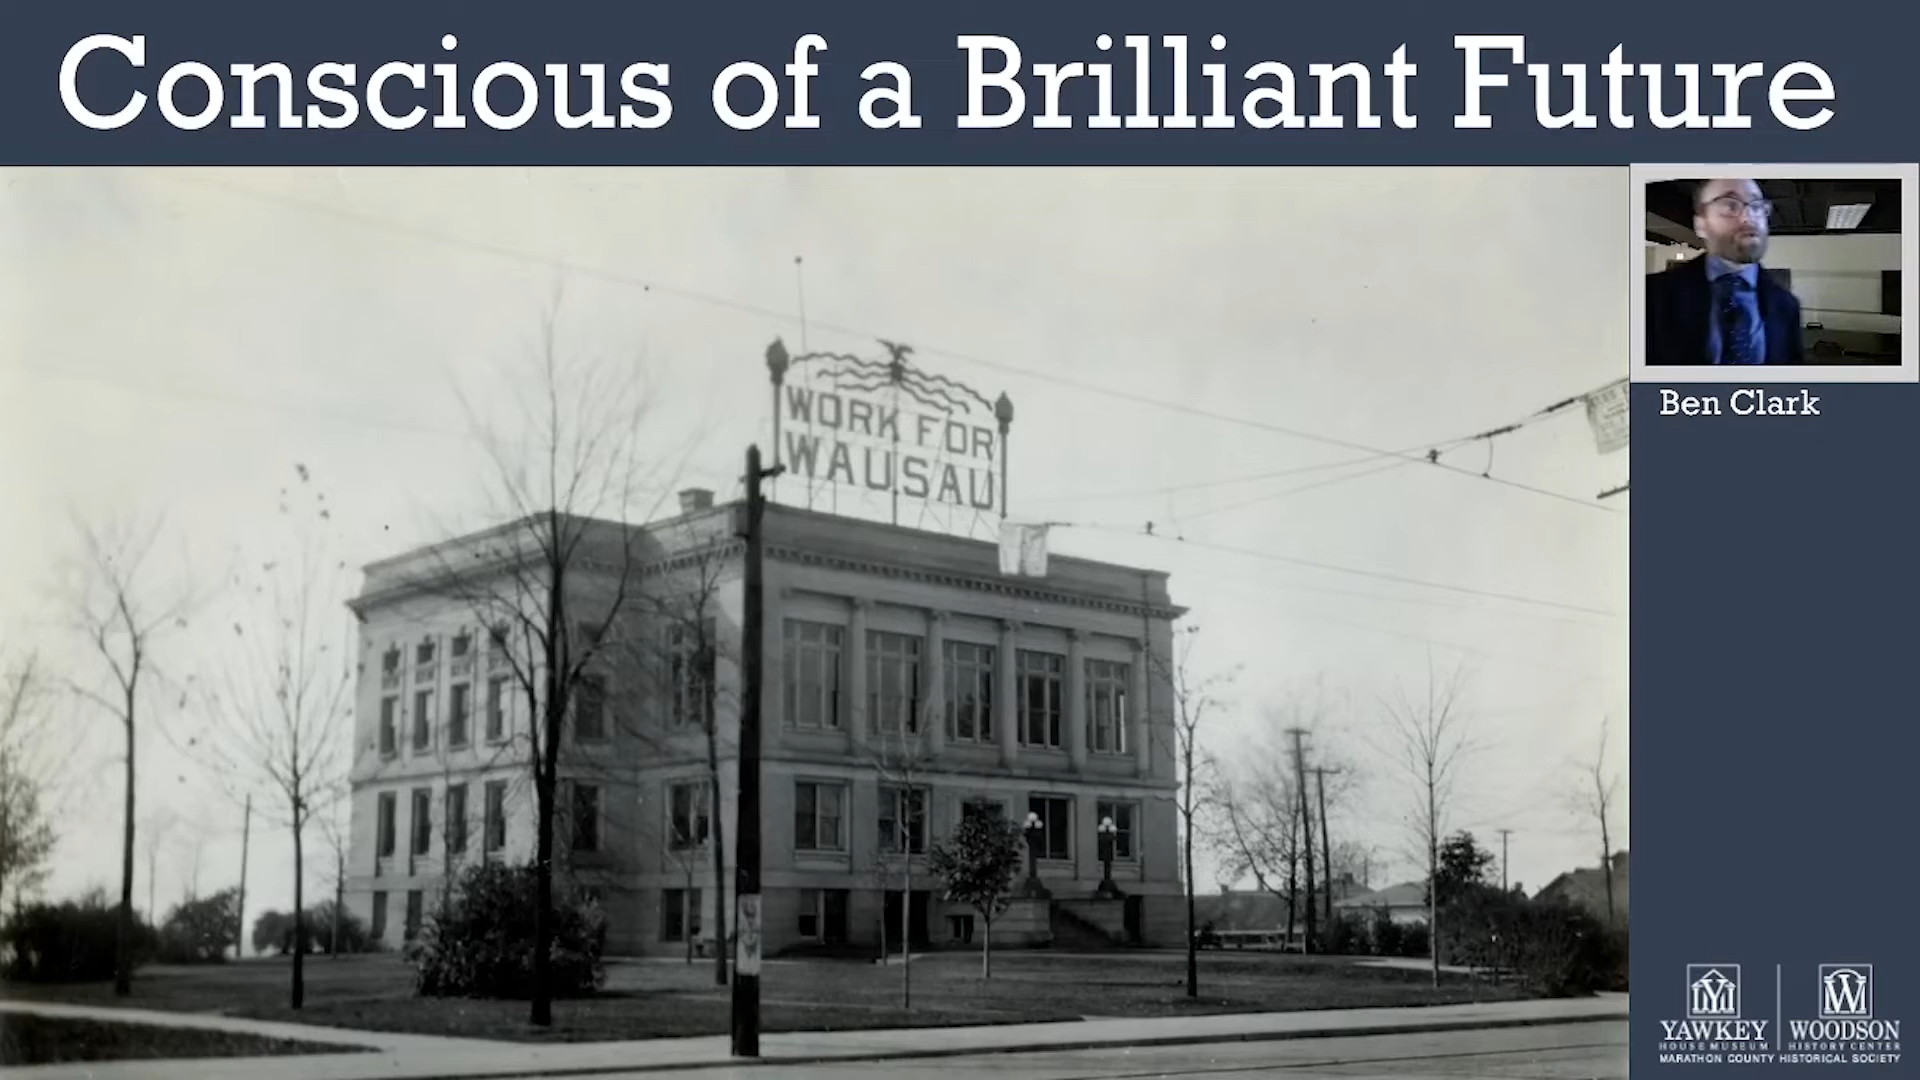 Conscious of a Brilliant Future
WORK FOR
WAUSAU
Ben Clark
YAWKEY
HOUSE MUSEUM
WOODSON
HISTORY CENTER
MARATHON COUNTY HISTORICAL SOCIETY